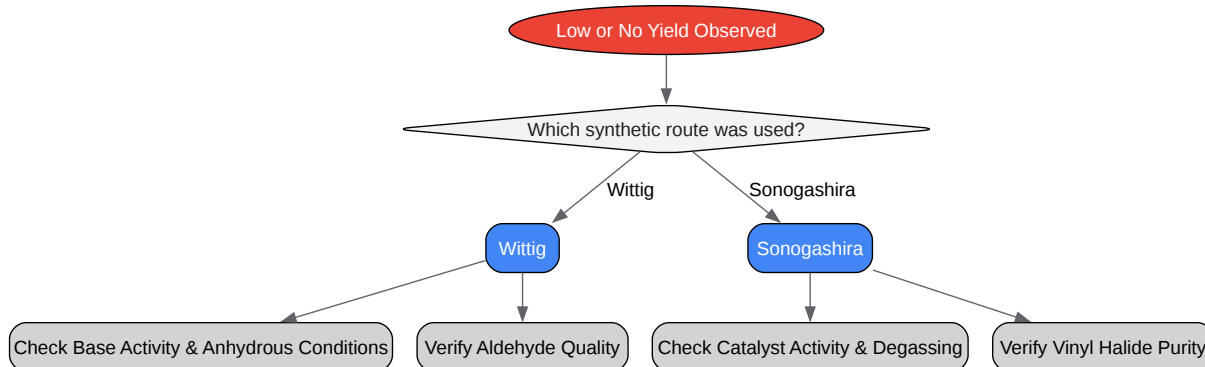 Low or No Yield Observed
Which synthetic route was used?
Wittig
Sonogashira
Wittig
Sonogashira
Check Base Activity & Anhydrous Conditions
Verify Aldehyde Quality
Check Catalyst Activity & Degassing
Verify Vinyl Halide Purity